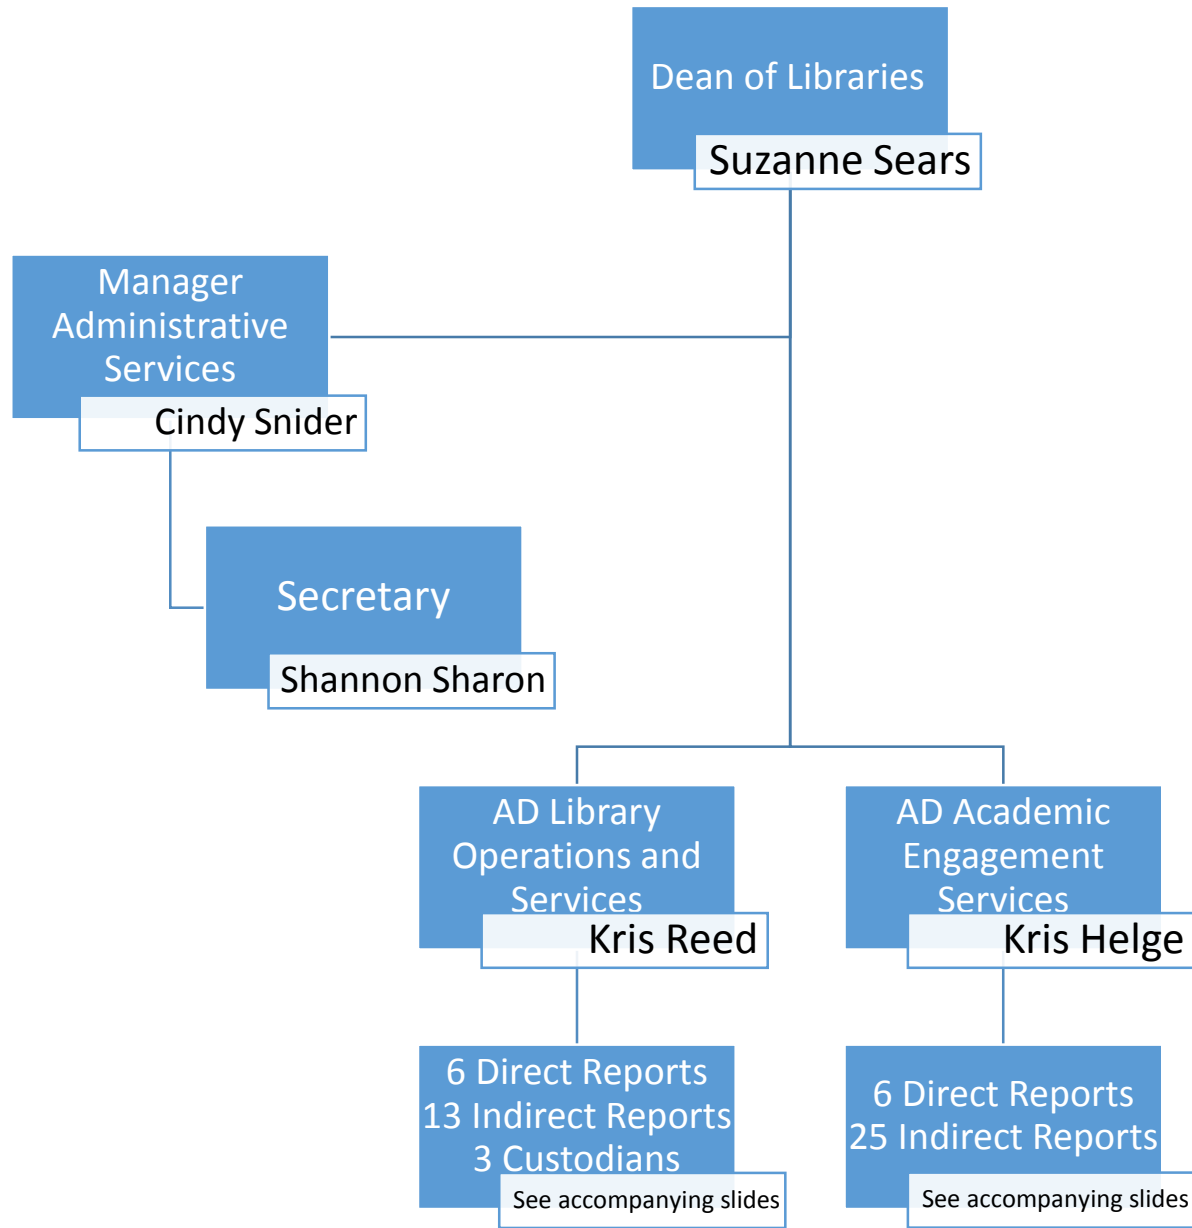 Dean of Libraries
Suzanne Sears
Manager
Administrative
Services
Cindy Snider
Secretary
Shannon Sharon
AD Library
Operations and
Services
Kris Reed
AD Academic
Engagement
Services
Kris Helge
6 Direct Reports
13 Indirect Reports
3 Custodians
See accompanying slides
6 Direct Reports
25 Indirect Reports
See accompanying slides